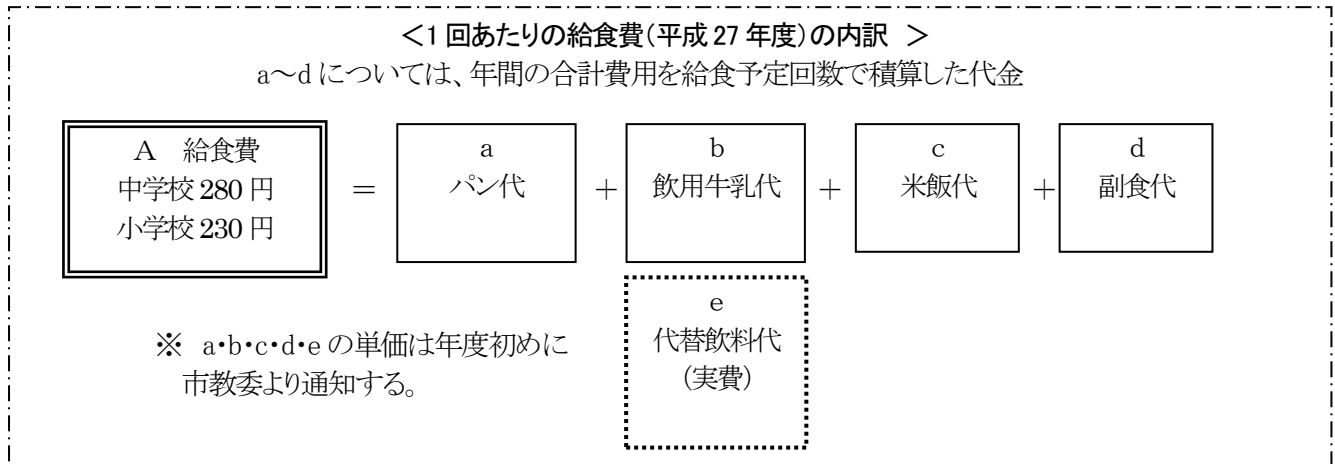 ＜1回あたりの給食費（平成27年度）の内訳 ＞
a～dについては、年間の合計費用を給食予定回数で積算した代金
A 給食費
中学校280円
小学校230円
=
a
パン代
+
b
飲用牛乳代
+
c
米飯代
+
d
副食代
e
代替飲料代
（実費）
※ a・b・c・d・eの単価は年度初めに
市教委より通知する。